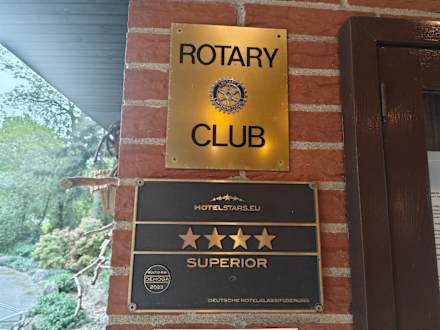 ROTARY
CLUB
HOTELSTARS.EU
SUPERIOR
DEHOGA
2023
DEUTSCHE HOTELKLASSIFIZIERUNG